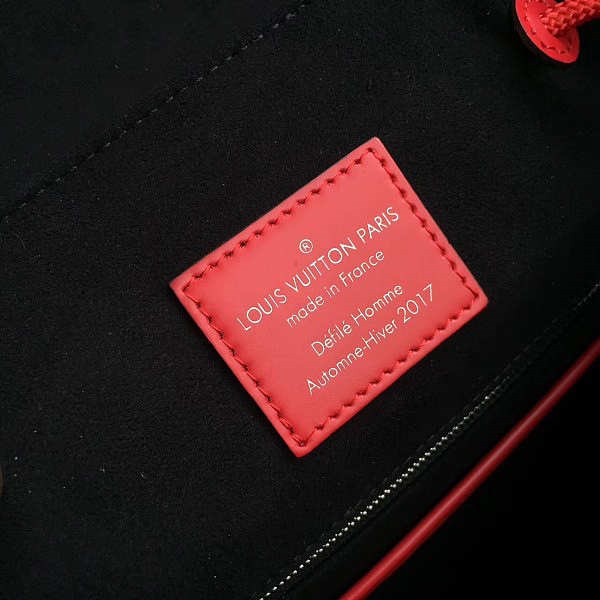 ®
LOUIS VUITTON PARIS
made in France
Défilé Homme
Automne-Hiver 2017